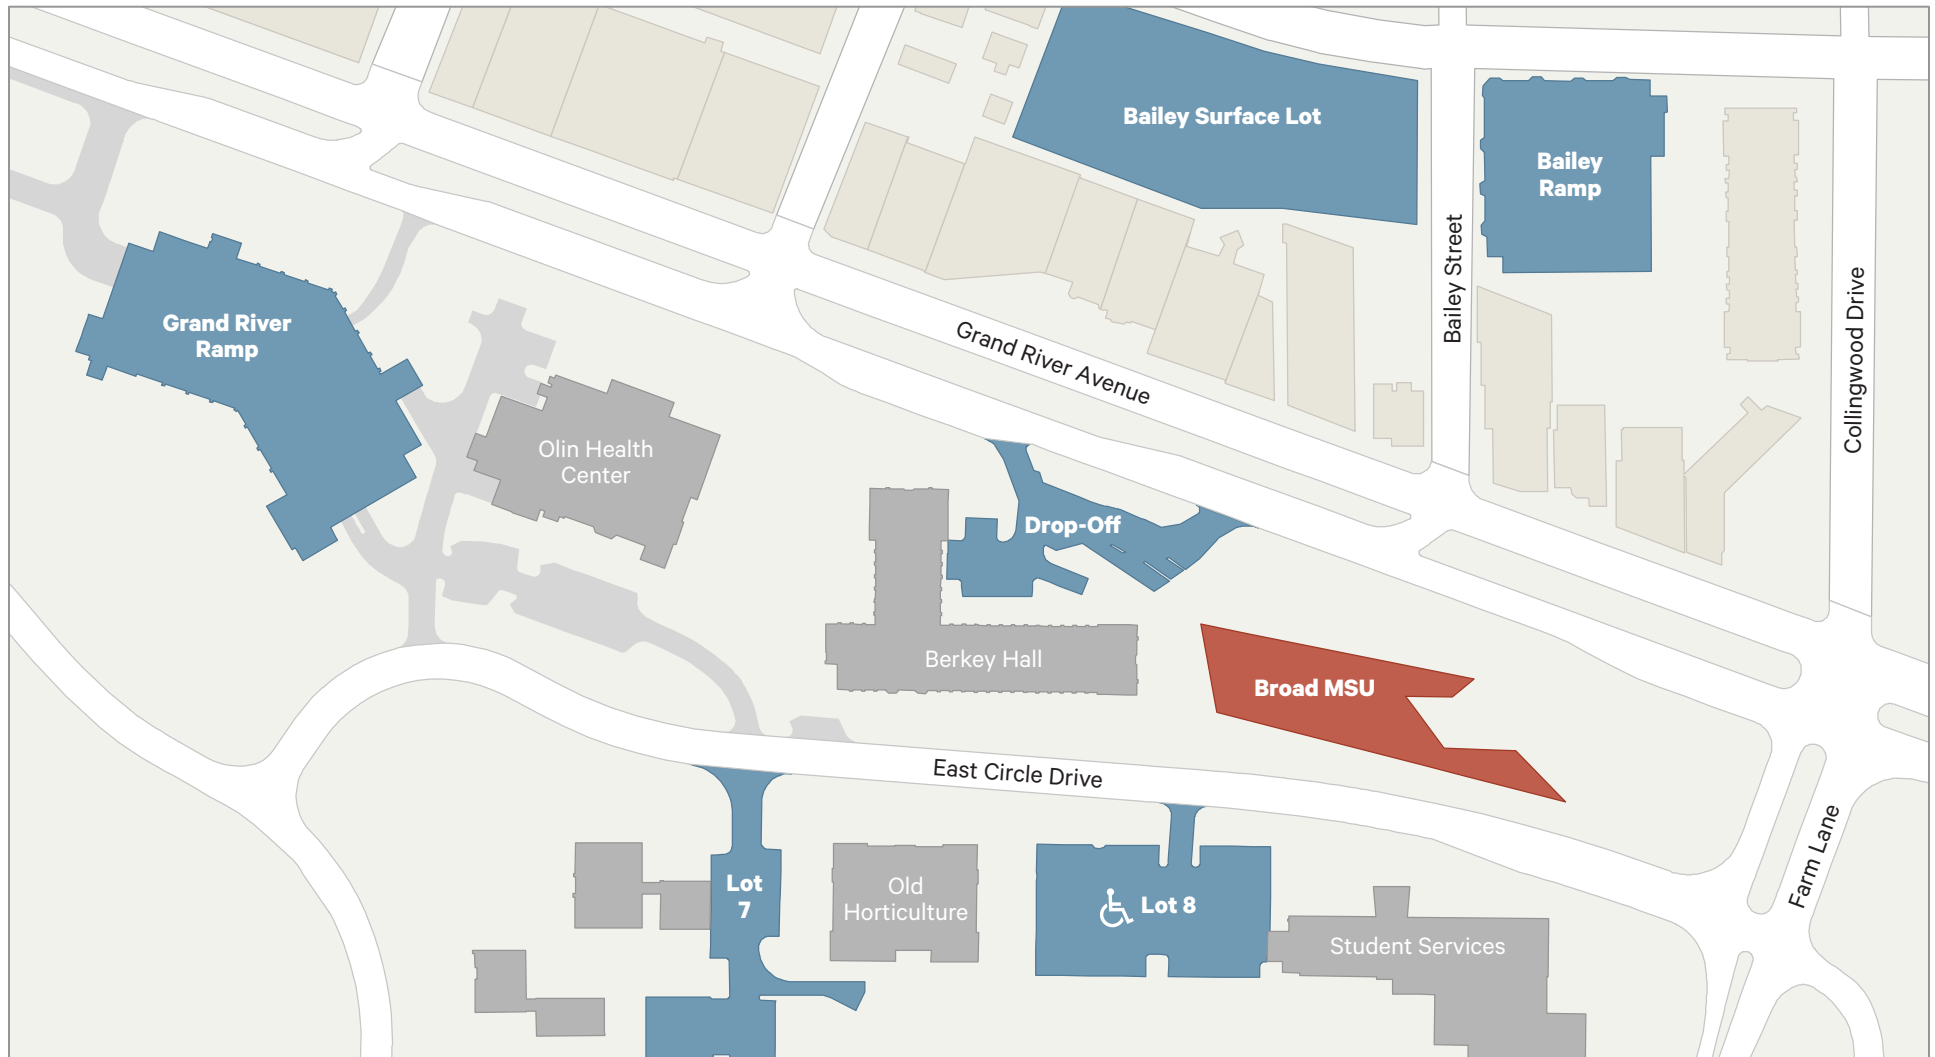 Bailey Surface Lot
Bailey
Ramp
Bailey Street
Collingwood Drive
Grand River
Ramp
Grand River Avenue
Olin Health
Center
Drop-Off
Berkey Hall
Broad MSU
East Circle Drive
Farm Lane
Lot
7
Old
Horticulture
Lot 8
Student Services